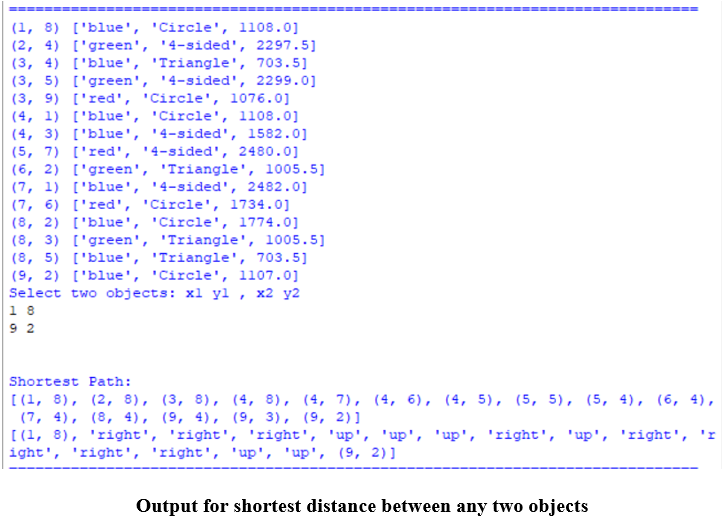 (1, 8) ['blue', 'Circle', 1108.0]
(2, 4) ['green', '4-sided', 2297.5]
(3, 4) ['blue', 'Triangle', 703.5]
(3, 5) ['green', '4-sided', 2299.0]
(3, 9) ['red', 'Circle', 1076.0]
(4, 1) ['blue', 'Circle', 1108.0]
(4, 3) ['blue', '4-sided', 1582.0]
(5, 7) ['red', '4-sided', 2480.0]
(6, 2) ['green', 'Triangle', 1005.5]
(7, 1) ['blue', '4-sided', 2482.0]
(7, 6) ['red', 'Circle', 1734.0]
(8, 2) ['blue', 'Circle', 1774.0]
(8, 3) ['green', 'Triangle', 1005.5]
(8, 5) ['blue', 'Triangle', 703.5]
(9, 2) ['blue', 'Circle', 1107.0]
Select two objects: x1 y1 , x2 y2
1 8
9 2
Shortest Path:
[(1, 8), (2, 8), (3, 8), (4, 8), (4, 7), (4, 6), (4, 5), (5, 5), (5, 4), (6, 4),
(7, 4), (8, 4), (9, 4), (9, 3), (9, 2)]
[(1, 8), 'right', 'right', 'right', 'up', 'up', 'up', 'right', 'up', 'right', 'r
ight', 'right', 'right', 'up', 'up', (9, 2)]
Output for shortest distance between any two objects